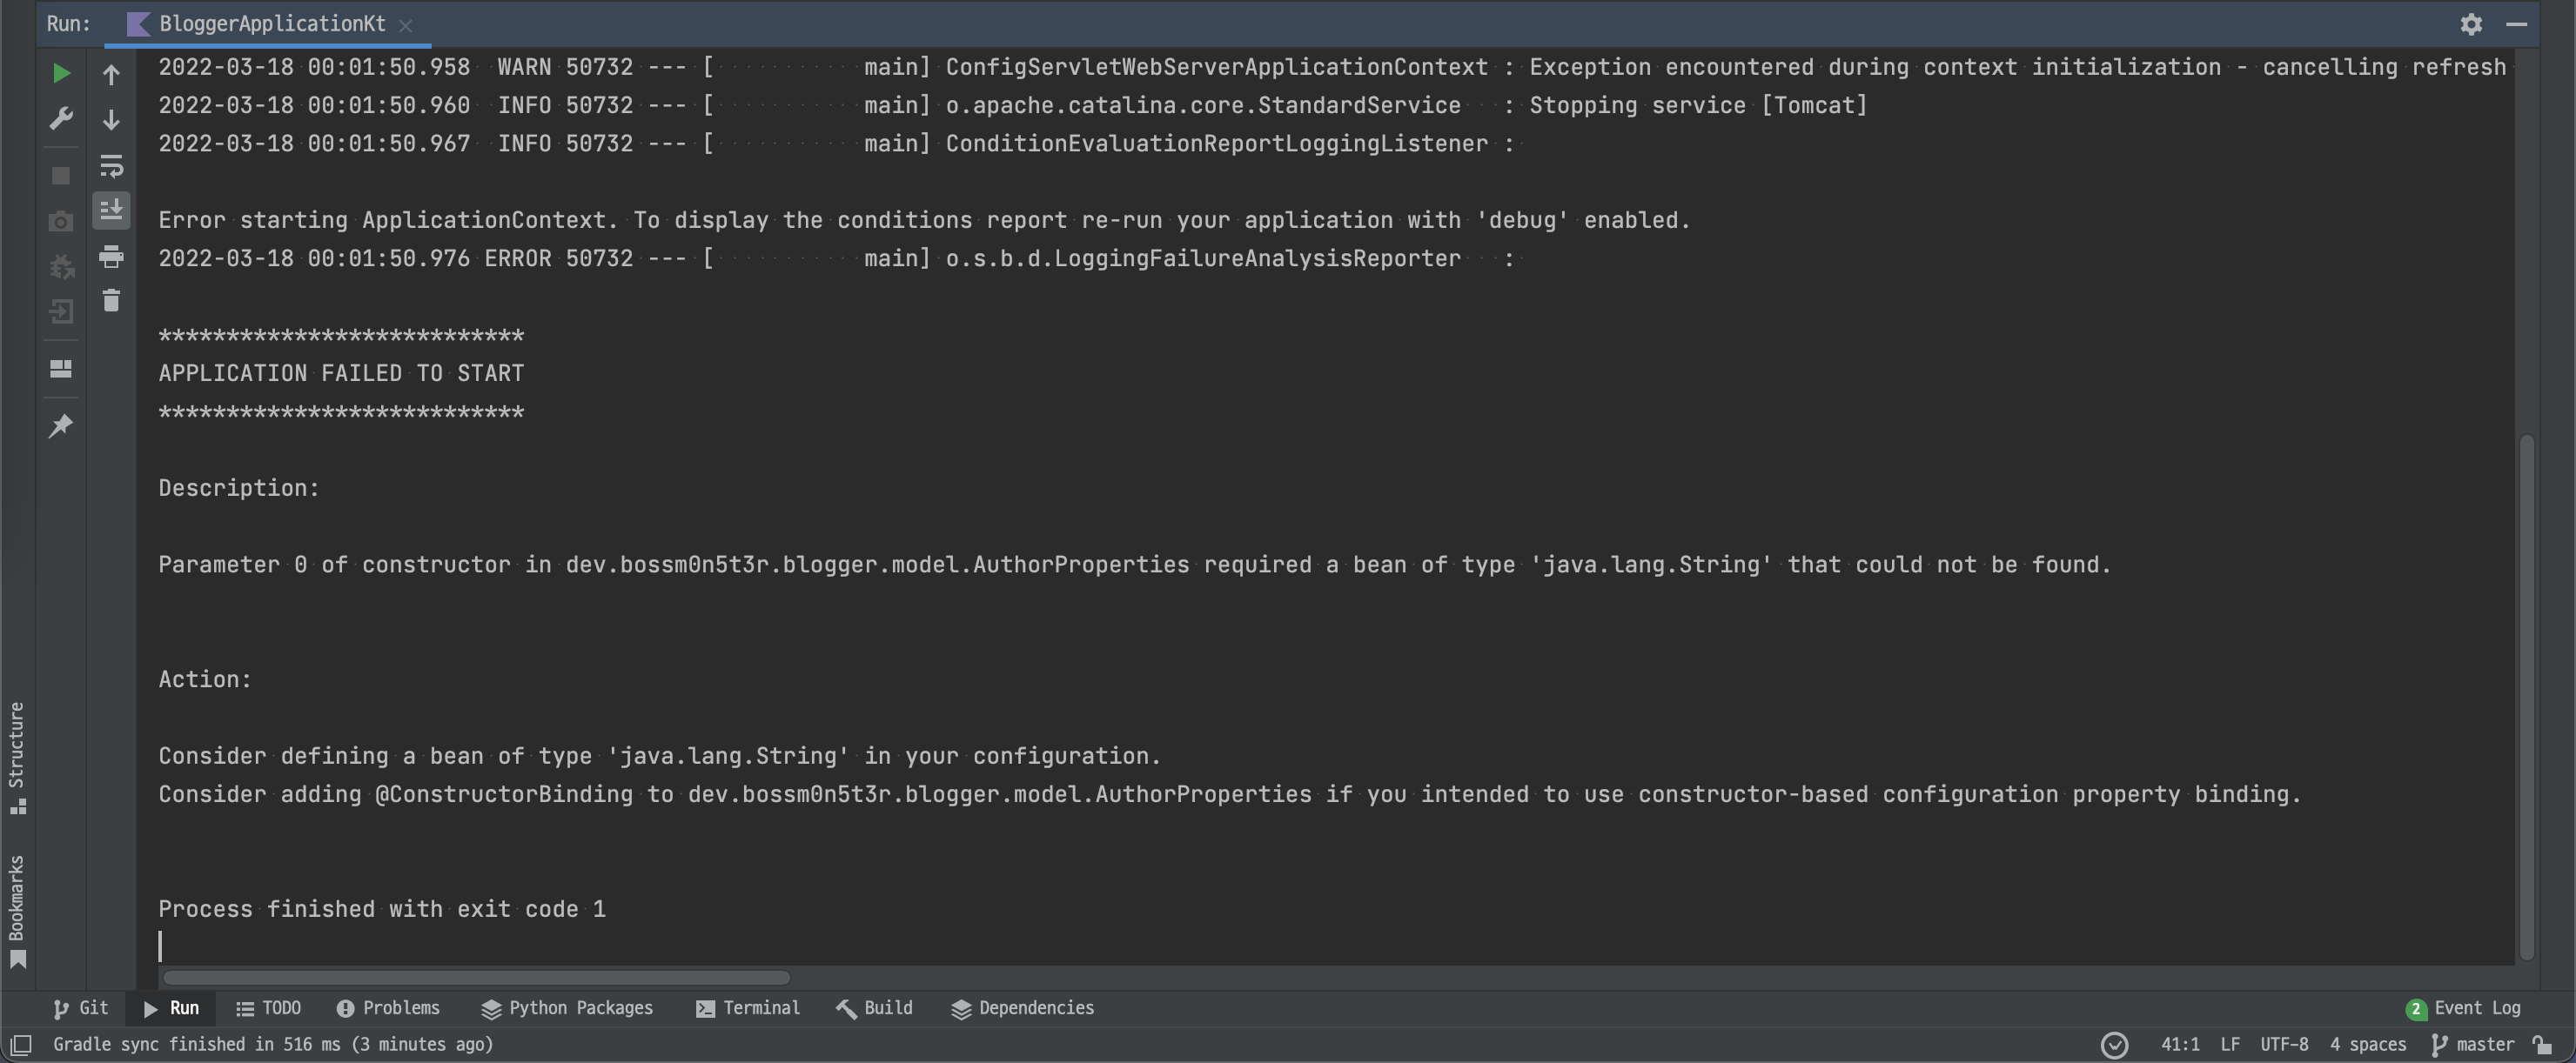 Run: BloggerApplicationKt
2022-03-18 00:01:50.958  WARN 50732 --- [           main] ConfigServletWebServerApplicationContext : Exception encountered during context initialization - cancelling refresh
2022-03-18 00:01:50.960  INFO 50732 --- [           main] o.apache.catalina.core.StandardService   : Stopping service [Tomcat]
2022-03-18 00:01:50.967  INFO 50732 --- [           main] ConditionEvaluationReportLoggingListener :
Error starting ApplicationContext. To display the conditions report re-run your application with 'debug' enabled.
2022-03-18 00:01:50.976 ERROR 50732 --- [           main] o.s.b.d.LoggingFailureAnalysisReporter   :
***************************
APPLICATION FAILED TO START
***************************
Description:
Parameter 0 of constructor in dev.bossm0n5t3r.blogger.model.AuthorProperties required a bean of type 'java.lang.String' that could not be found.
Action:
Consider defining a bean of type 'java.lang.String' in your configuration.
Consider adding @ConstructorBinding to dev.bossm0n5t3r.blogger.model.AuthorProperties if you intended to use constructor-based configuration property binding.
Process finished with exit code 1
Structure
Bookmarks
Git Run TODO Problems Python Packages Terminal Build Dependencies 2 Event Log
Gradle sync finished in 516 ms (3 minutes ago) 41:1 LF UTF-8 4 spaces master